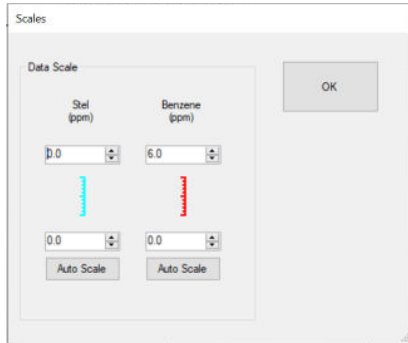 Scales
Data Scale
OK
Stel
(ppm)
Benzene
(ppm)
0.0
6.0
0.0
0.0
Auto Scale
Auto Scale